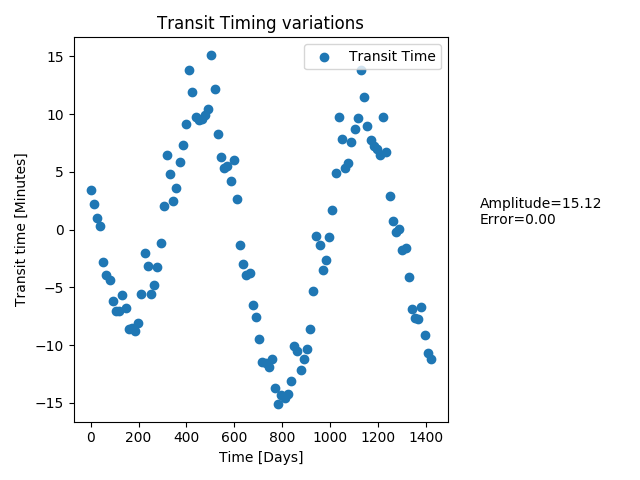 Transit Timing variations
Transit Time
Transit time [Minutes]
15
10
5
0
−5
−10
−15
0
200
400
600
800
1000
1200
1400
Time [Days]
Amplitude=15.12
Error=0.00